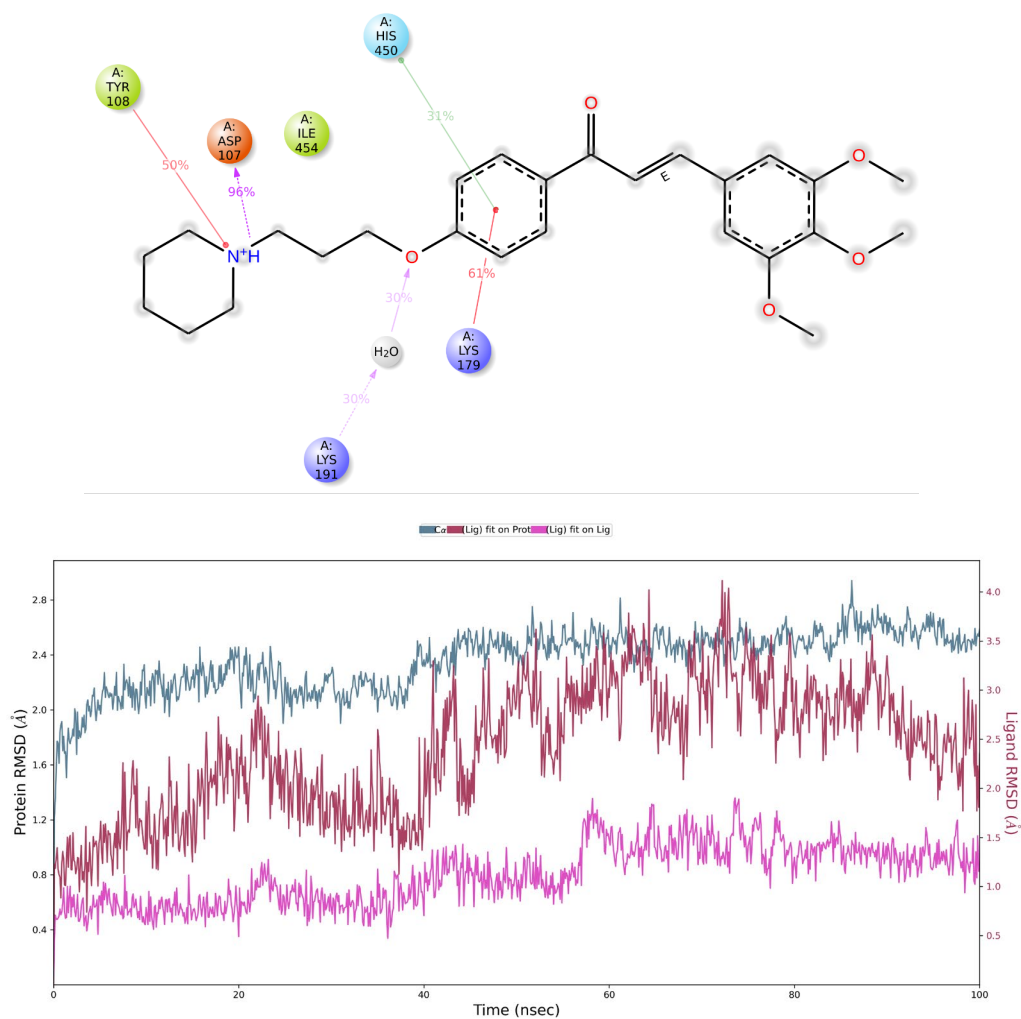 A:
HIS
450
A:
TYR
108
A:
ASP
107
A:
ILE
454
31%
50%
96%
O
E
O
O
O
N⁺H
O
61%
30%
H₂O
A:
LYS
179
30%
A:
LYS
191
Cα (Lig) fit on Prot (Lig) fit on Lig
Protein RMSD (Å)
2.8
2.4
2.0
1.6
1.2
0.8
0.4
4.0
3.5
3.0
2.5
2.0
1.5
1.0
0.5
Ligand RMSD (Å)
0 20 40 60 80 100
Time (nsec)